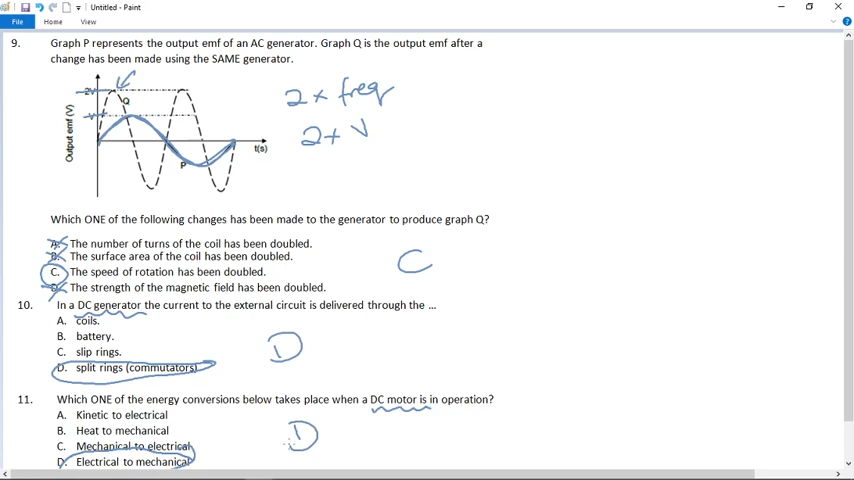 Untitled - Paint
File Home View
9. Graph P represents the output emf of an AC generator. Graph Q is the output emf after a
change has been made using the SAME generator.
2V
Q
2 x freq
V
2x V
Output emf (V)
t(s)
P
Which ONE of the following changes has been made to the generator to produce graph Q?
A. The number of turns of the coil has been doubled.
B. The surface area of the coil has been doubled.
C
C. The speed of rotation has been doubled.
D. The strength of the magnetic field has been doubled.
10. In a DC generator the current to the external circuit is delivered through the ...
A. coils.
B. battery.
D
C. slip rings.
D. split rings (commutators)
11. Which ONE of the energy conversions below takes place when a DC motor is in operation?
A. Kinetic to electrical
B. Heat to mechanical
D
C. Mechanical to electrical
D. Electrical to mechanical